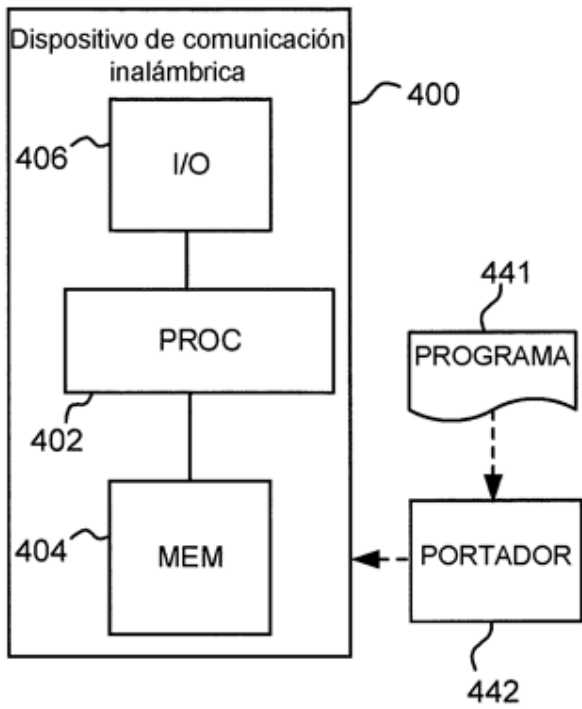 Dispositivo de comunicación
inalámbrica
400
406
I/O
441
PROC
PROGRAMA
402
404
MEM
PORTADOR
442